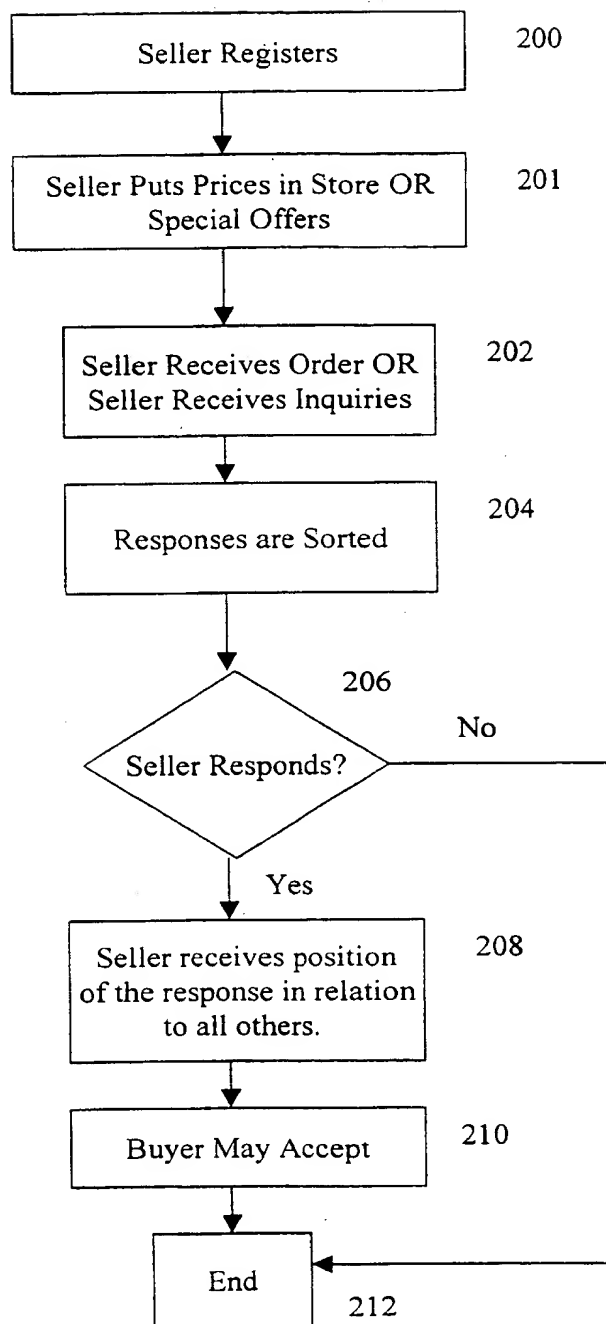 Seller Registers
200
Seller Puts Prices in Store OR
Special Offers
201
Seller Receives Order OR
Seller Receives Inquiries
202
Responses are Sorted
204
206
Seller Responds?
No
Yes
Seller receives position
of the response in relation
to all others.
208
Buyer May Accept
210
End
212